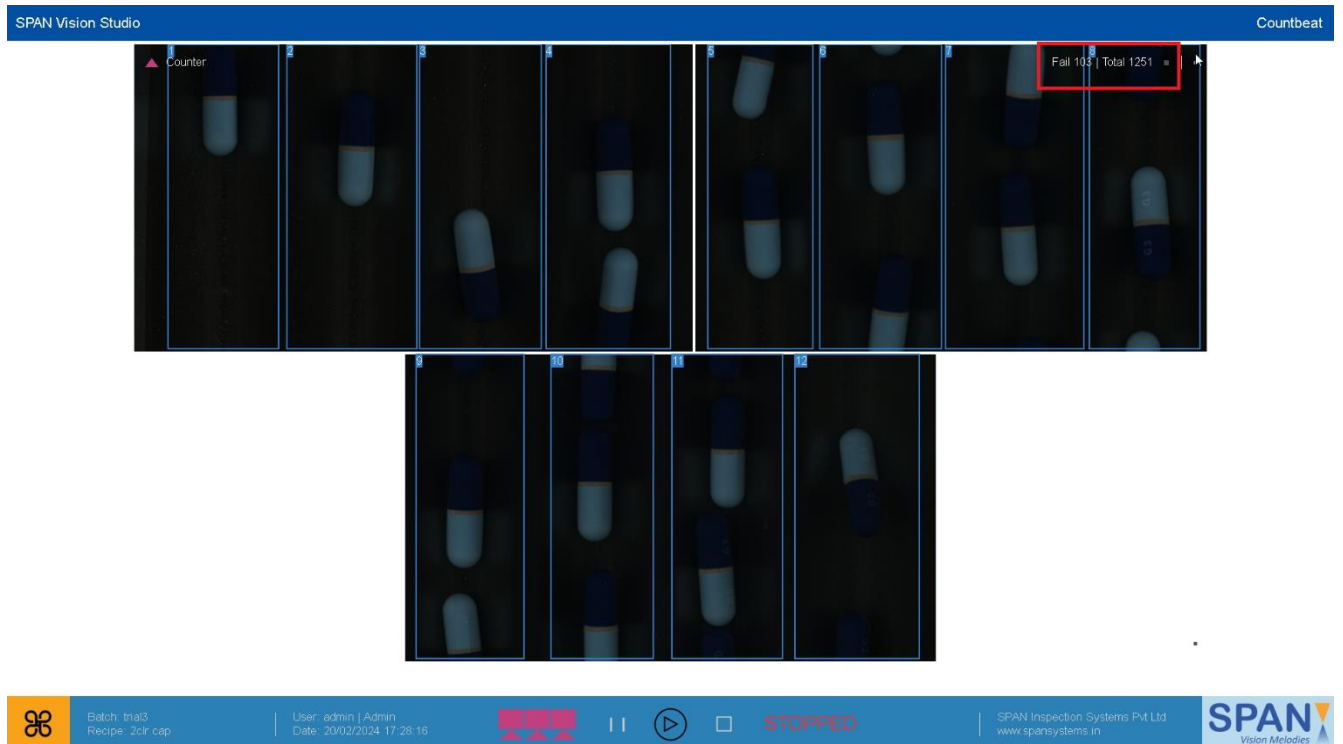 SPAN Vision Studio
Countbeat
1
2
3
4
5
6
7
8
Counter
Fail 103 | Total 1251
9
10
11
12
Batch: trial3
Recipe: 2clr cap
User: admin | Admin
Date: 20/02/2024 17:28:16
STOPPED
SPAN Inspection Systems Pvt Ltd
www.spansystems.in
SPAN
Vision Melodies